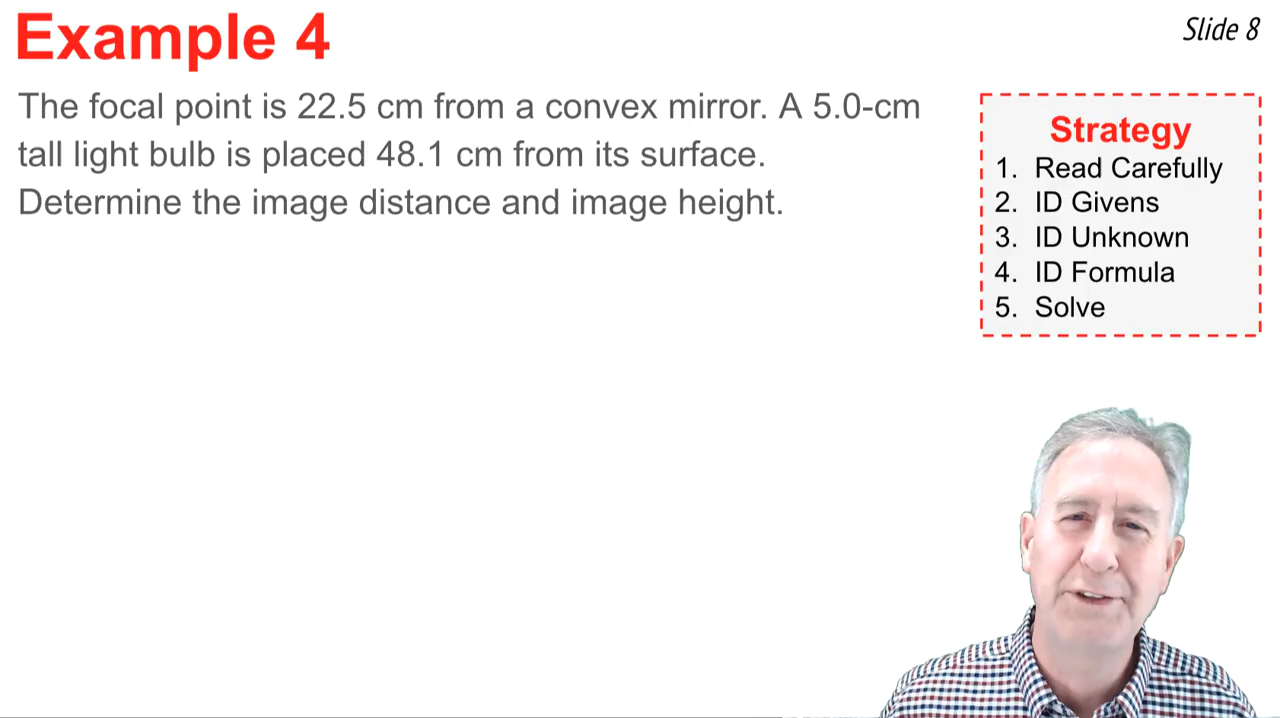 Example 4
Slide 8
The focal point is 22.5 cm from a convex mirror. A 5.0-cm
tall light bulb is placed 48.1 cm from its surface.
Determine the image distance and image height.
Strategy
1. Read Carefully
2. ID Givens
3. ID Unknown
4. ID Formula
5. Solve